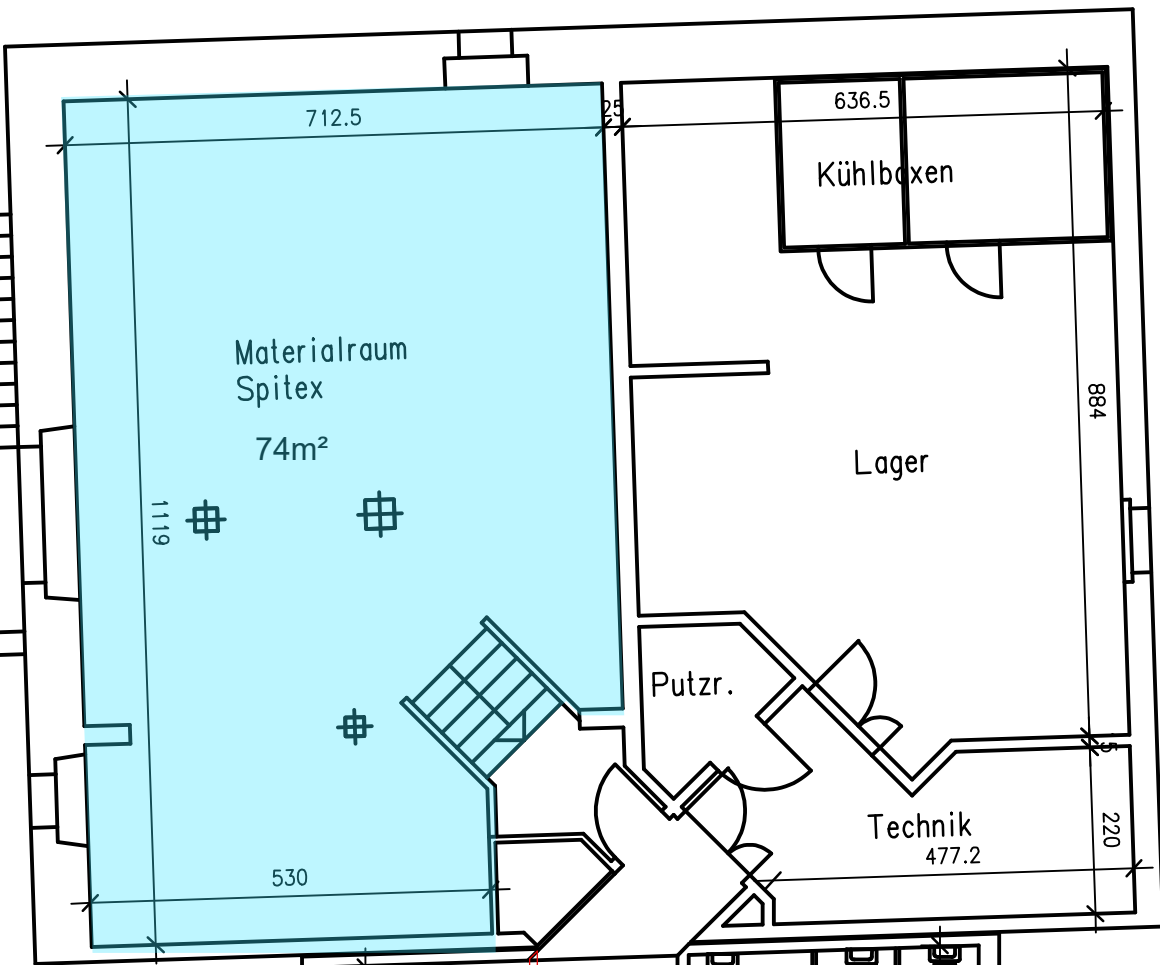 712.5
25
636.5
Kühlboxen
Materialraum
Spitex
74m²
884
Lager
1119
Putzr.
5
Technik
220
477.2
530